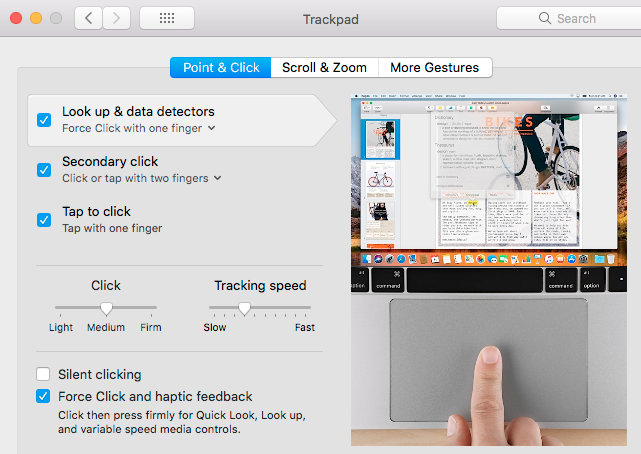 Trackpad
Search
Point & Click
Scroll & Zoom
More Gestures
Look up & data detectors
Force Click with one finger
Secondary click
Click or tap with two fingers
Tap to click
Tap with one finger
Click
Tracking speed
Light
Medium
Firm
Slow
Fast
Silent clicking
Force Click and haptic feedback
Click then press firmly for Quick Look, Look up,
and variable speed media controls.
BIKES
Dictionary
Thesaurus
option
⌘
command
⌘
command
alt
option